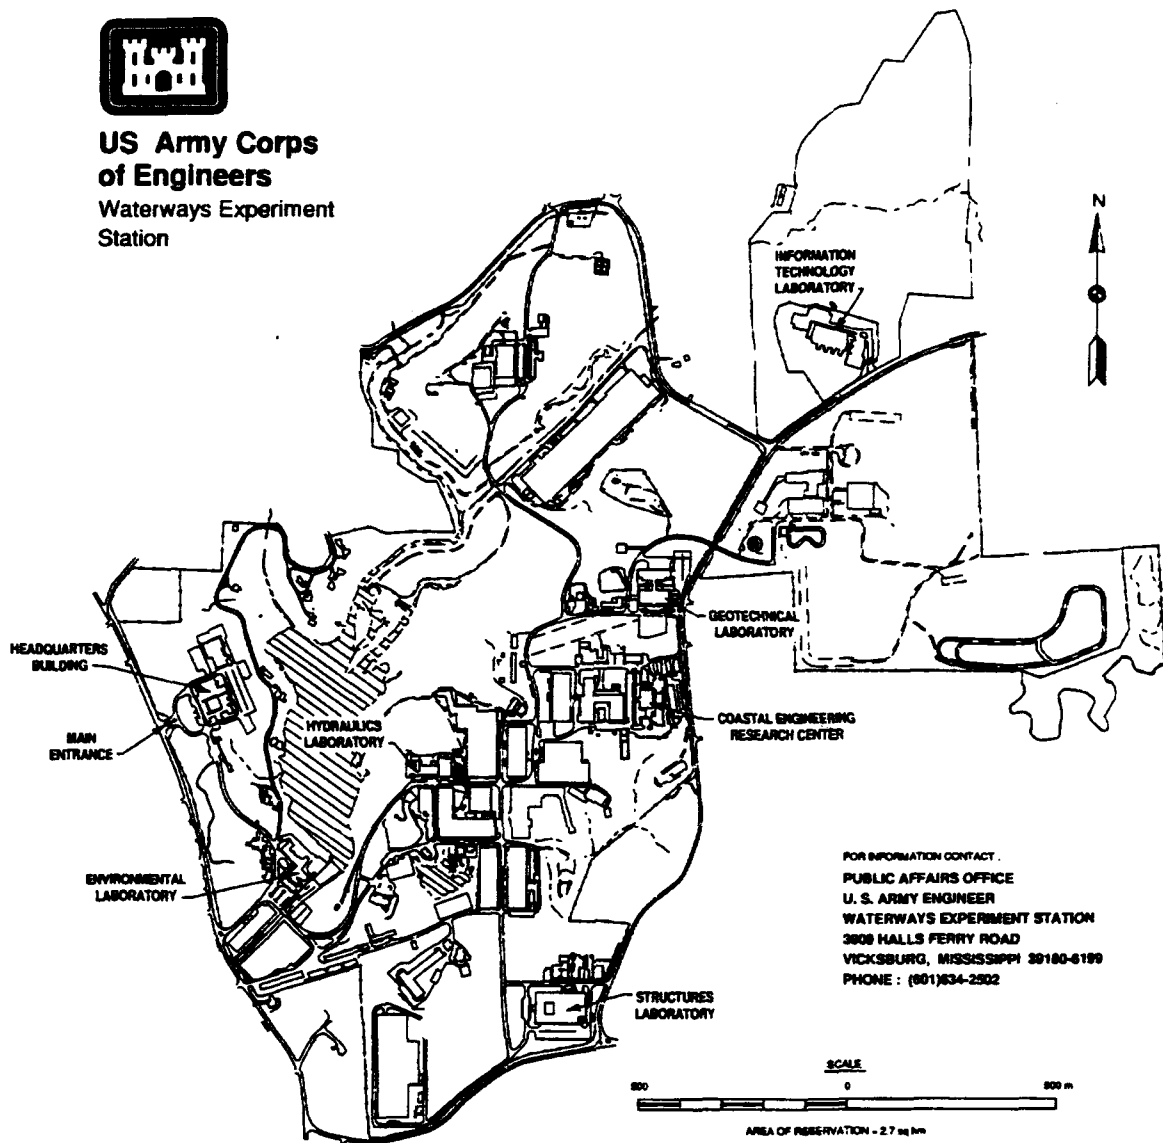 US Army Corps
of Engineers
Waterways Experiment
Station
N
INFORMATION
TECHNOLOGY
LABORATORY
GEOTECHNICAL
LABORATORY
HEADQUARTERS
BUILDING
MAIN
ENTRANCE
HYDRAULICS
LABORATORY
COASTAL ENGINEERING
RESEARCH CENTER
ENVIRONMENTAL
LABORATORY
STRUCTURES
LABORATORY
FOR INFORMATION CONTACT
PUBLIC AFFAIRS OFFICE
U. S. ARMY ENGINEER
WATERWAYS EXPERIMENT STATION
3909 HALLS FERRY ROAD
VICKSBURG, MISSISSIPPI 39180-6199
PHONE : (601)634-2502
SCALE
500 0 500 m
AREA OF RESERVATION - 2.7 sq km